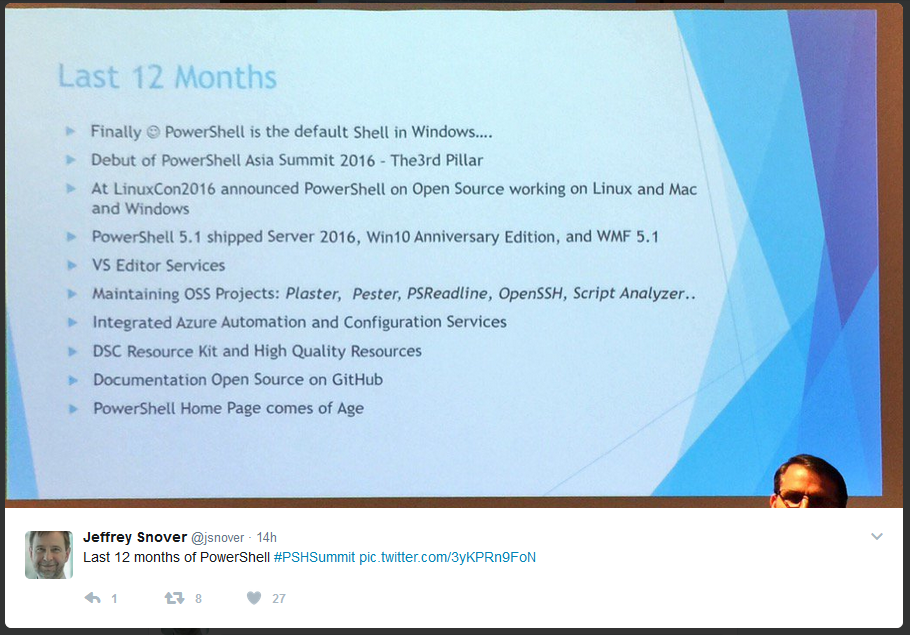 Last 12 Months
Finally ☺ PowerShell is the default Shell in Windows....
Debut of PowerShell Asia Summit 2016 - The3rd Pillar
At LinuxCon2016 announced PowerShell on Open Source working on Linux and Mac
and Windows
PowerShell 5.1 shipped Server 2016, Win10 Anniversary Edition, and WMF 5.1
VS Editor Services
Maintaining OSS Projects: Plaster, Pester, PSReadline, OpenSSH, Script Analyzer..
Integrated Azure Automation and Configuration Services
DSC Resource Kit and High Quality Resources
Documentation Open Source on GitHub
PowerShell Home Page comes of Age
Jeffrey Snover @jsnover · 14h
Last 12 months of PowerShell #PSHSummit pic.twitter.com/3yKPRn9FoN
1 8 27